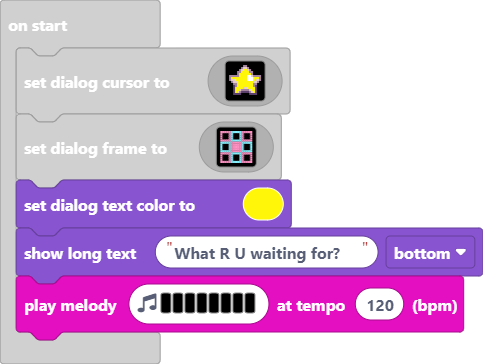 on start
set dialog cursor to
set dialog frame to
set dialog text color to
show long text "What R U waiting for? " bottom
play melody at tempo 120 (bpm)